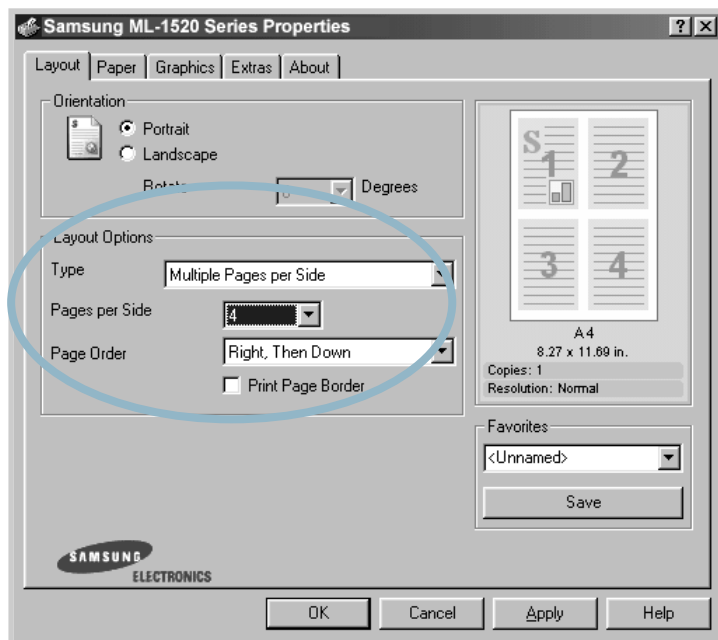 Samsung ML-1520 Series Properties
Layout Paper Graphics Extras About
Orientation
Portrait
Landscape
Rotate Degrees
Layout Options
Type Multiple Pages per Side
Pages per Side 4
Page Order Right, Then Down
Print Page Border
S
1 2
3 4
A4
8.27 x 11.69 in.
Copies: 1
Resolution: Normal
Favorites
<Unnamed>
Save
SAMSUNG
ELECTRONICS
OK Cancel Apply Help